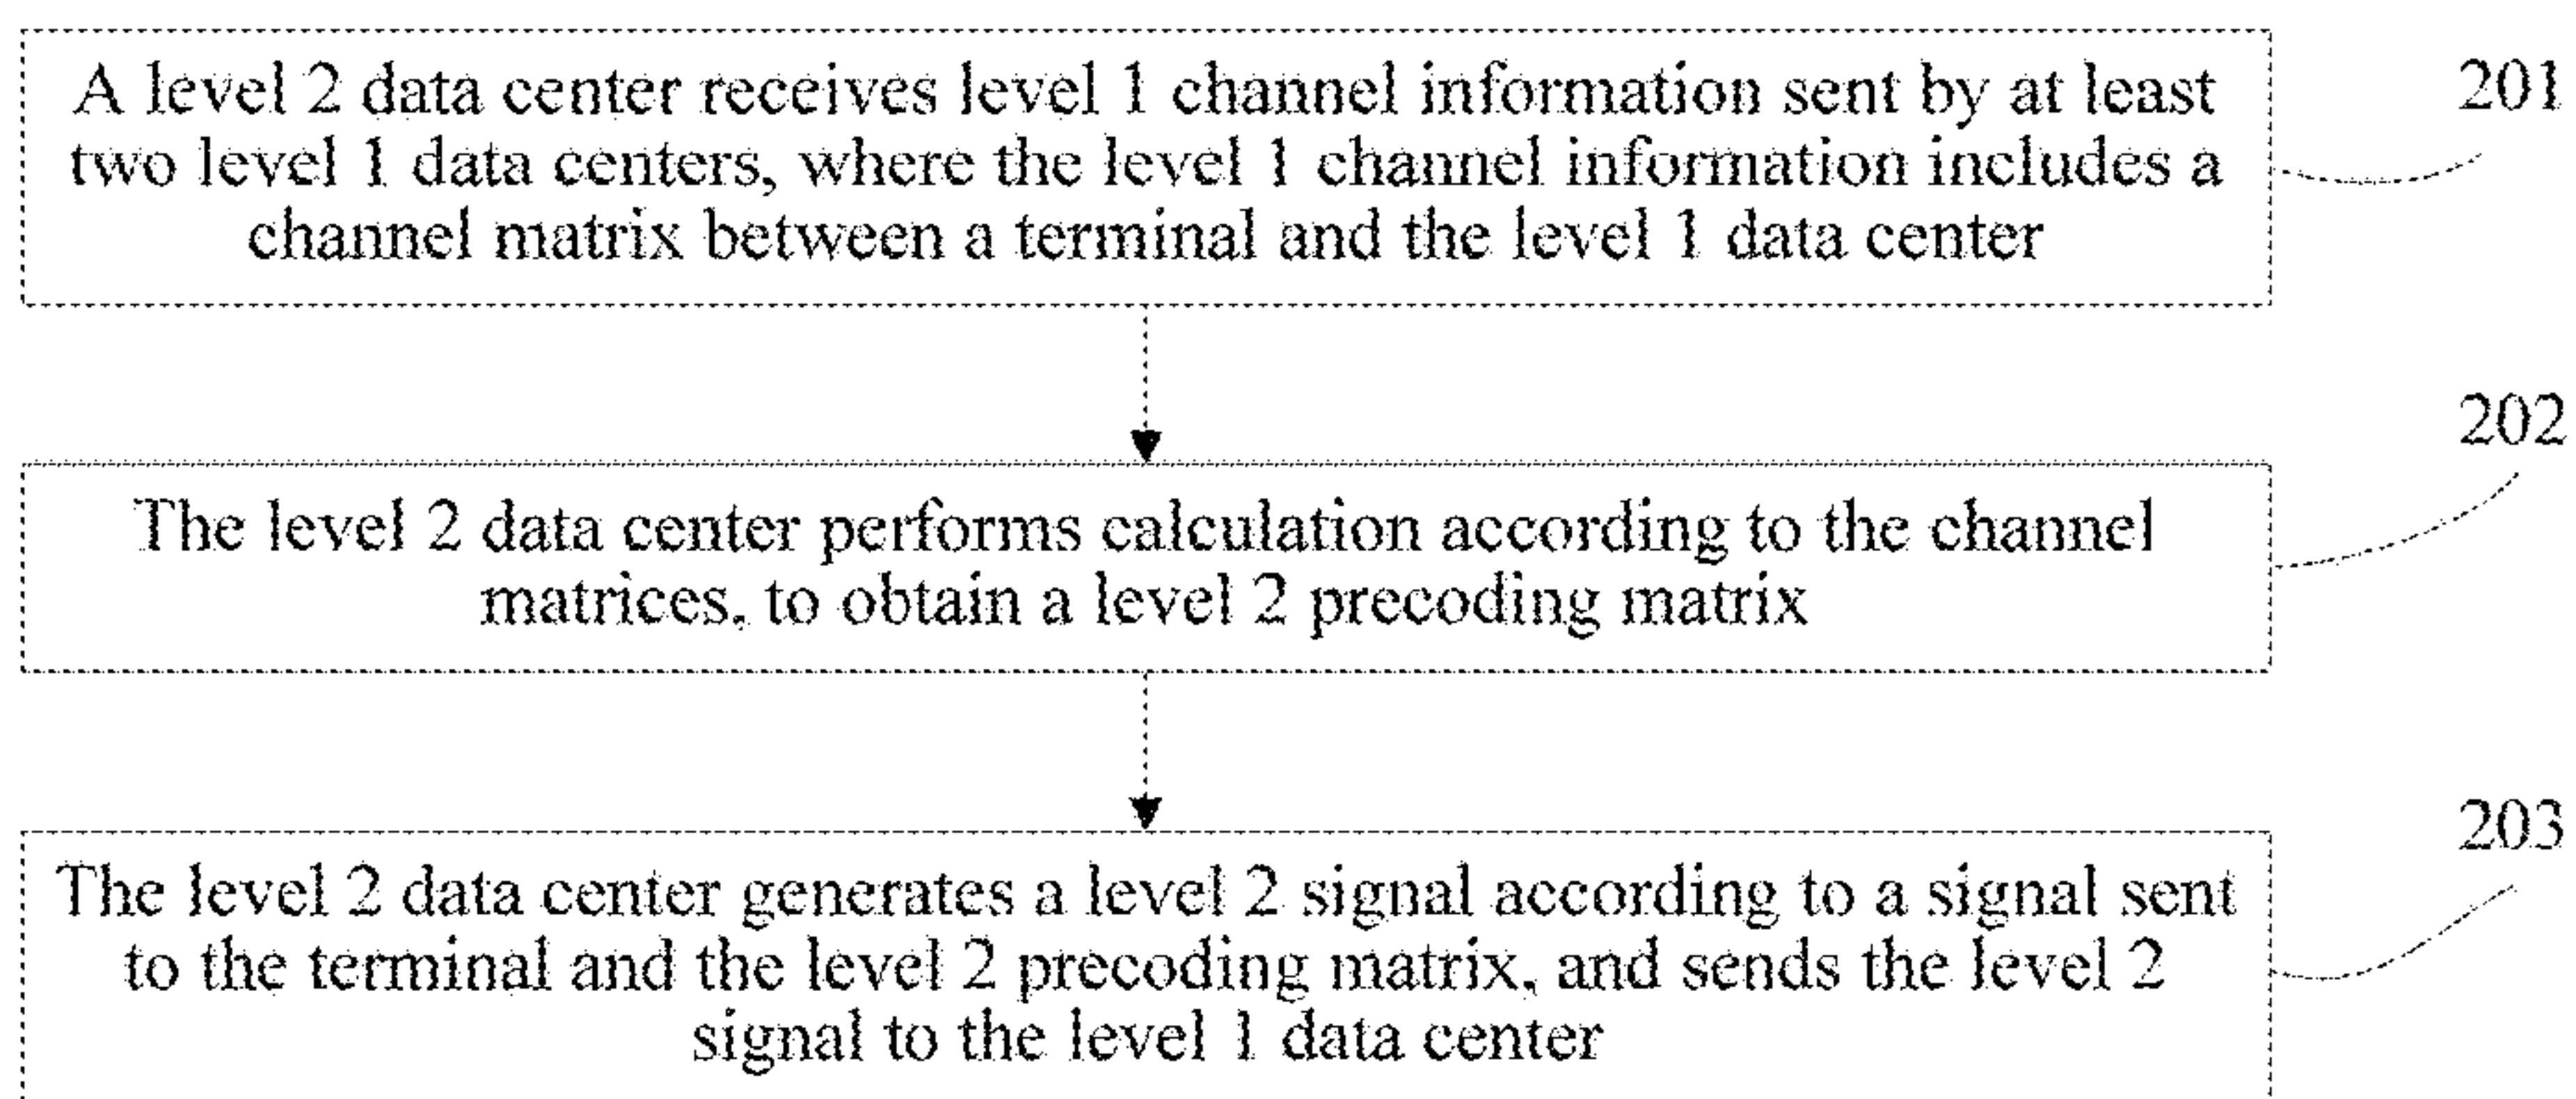 A level 2 data center receives level 1 channel information sent by at least
two level 1 data centers, where the level 1 channel information includes a
channel matrix between a terminal and the level 1 data center
201
The level 2 data center performs calculation according to the channel
matrices, to obtain a level 2 precoding matrix
202
The level 2 data center generates a level 2 signal according to a signal sent
to the terminal and the level 2 precoding matrix, and sends the level 2
signal to the level 1 data center
203